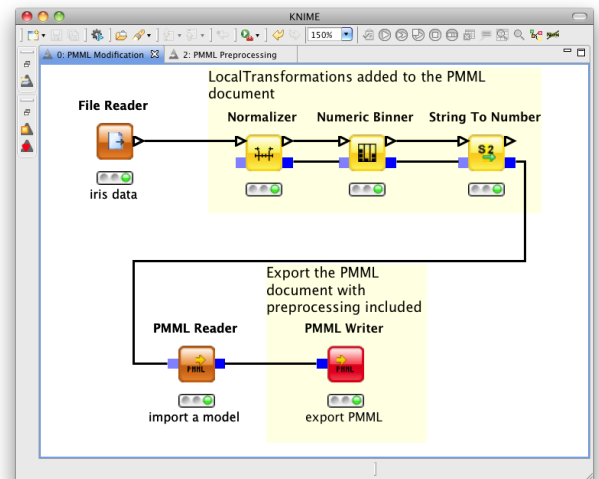 KNIME
150%
0: PMML Modification
2: PMML Preprocessing
LocalTransformations added to the PMML
document
File Reader
Normalizer
Numeric Binner
String To Number
S2
iris data
Export the PMML
document with
preprocessing included
PMML Reader
PMML Writer
PMML
PMML
import a model
export PMML